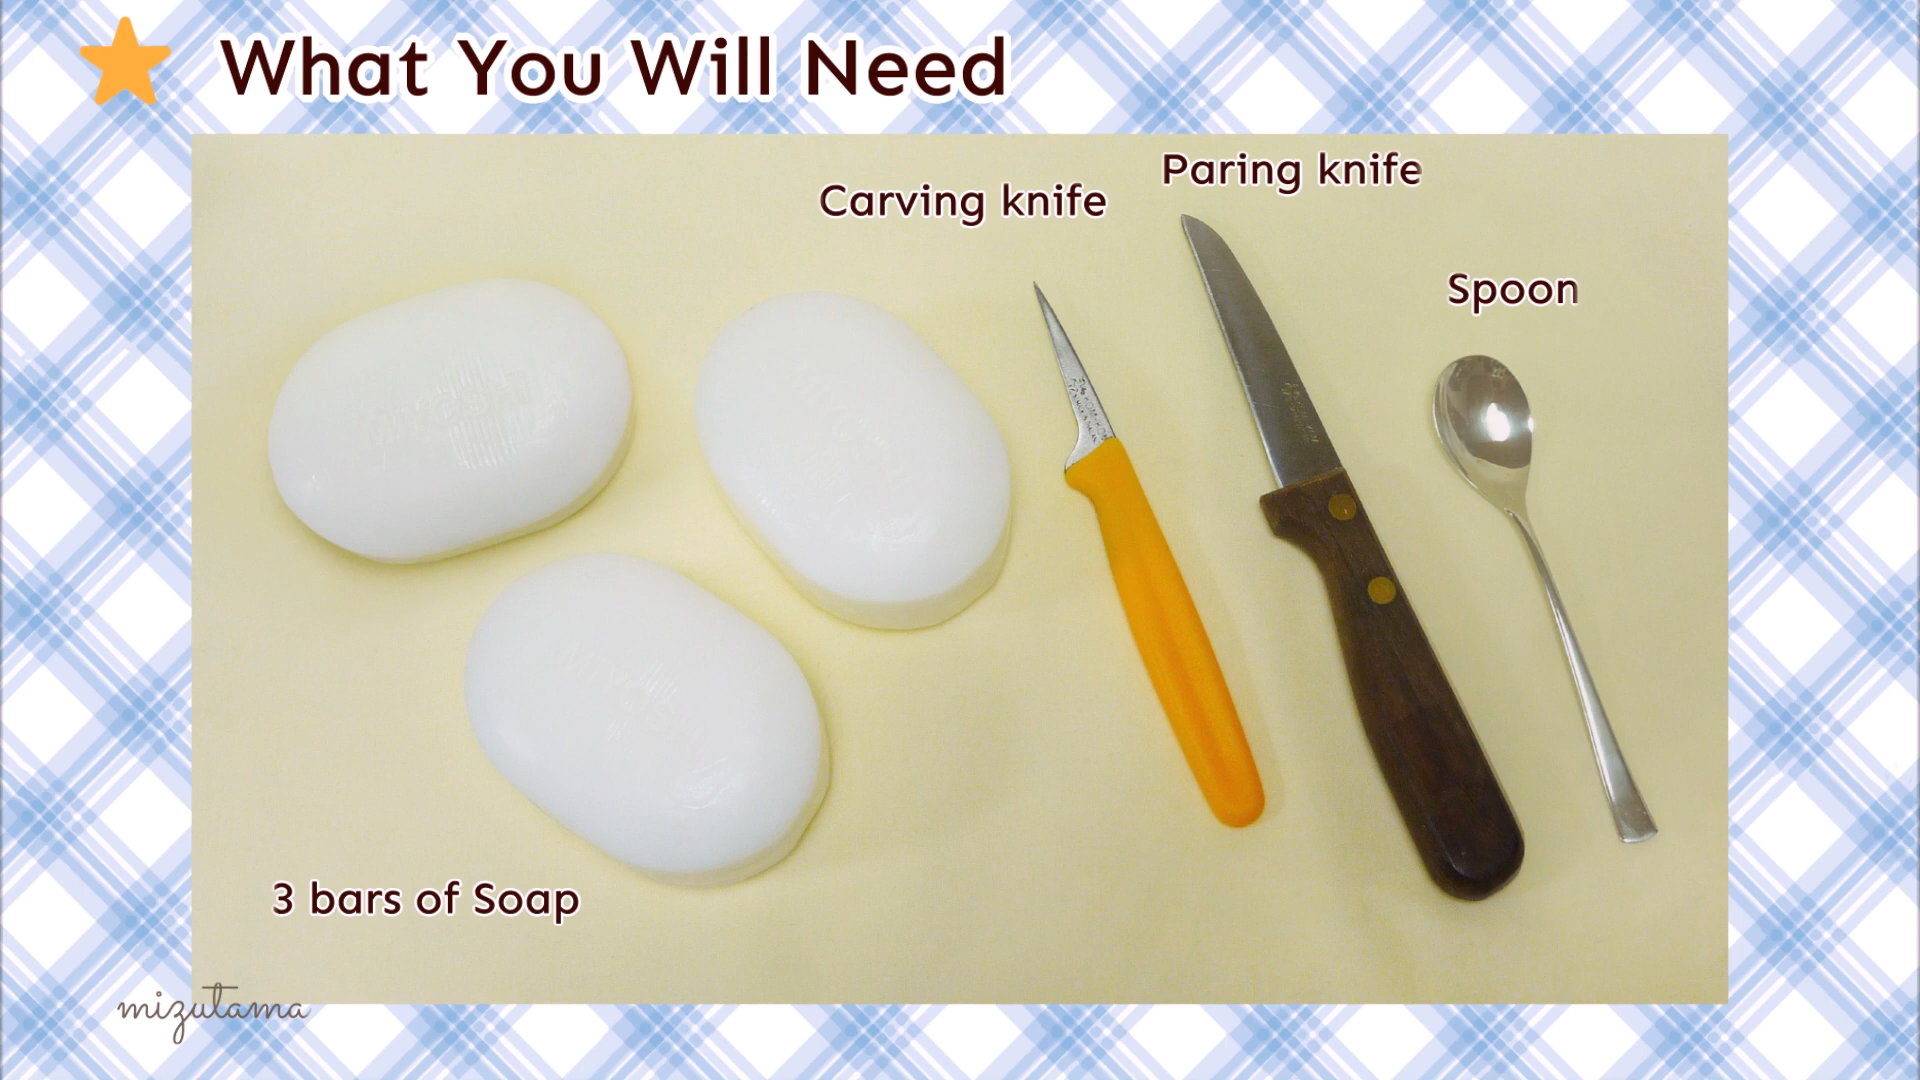 What You Will Need
Paring knife
Carving knife
Spoon
3 bars of Soap
mizutama